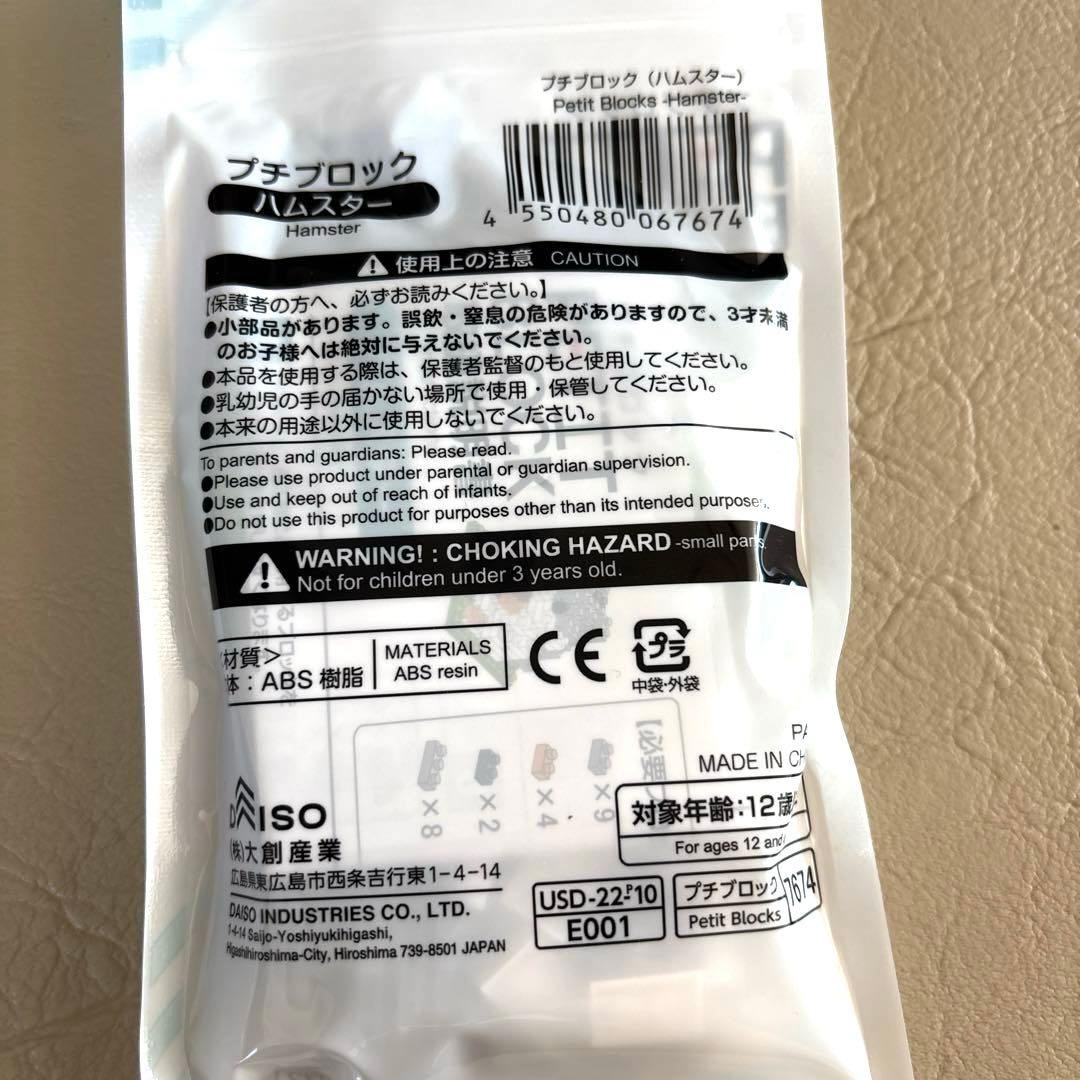 プチブロック（ハムスター）
Petit Blocks -Hamster-
4 550480 067674
プチブロック
ハムスター
Hamster
使用上の注意 CAUTION
【保護者の方へ、必ずお読みください。】
●小部品があります。誤飲・窒息の危険がありますので、3才未満
のお子様へは絶対に与えないでください。
●本品を使用する際は、保護者監督のもと使用してください。
●乳幼児の手の届かない場所で使用・保管してください。
●本来の用途以外に使用しないでください。
To parents and guardians: Please read.
●Please use product under parental or guardian supervision.
●Use and keep out of reach of infants.
●Do not use this product for purposes other than its intended purposes.
WARNING! : CHOKING HAZARD -small parts.
Not for children under 3 years old.
〈材質＞
体：ABS 樹脂
MATERIALS
ABS resin
CE
プラ
中袋・外袋
PA
MADE IN CH
対象年齢：12歳
For ages 12 and
DAISO
(株)大創産業
広島県東広島市西条吉行東1-4-14
DAISO INDUSTRIES CO., LTD.
1-4-14 Saijo-Yoshiyukihigashi,
Higashihiroshima-City, Hiroshima 739-8501 JAPAN
USD-22-P10
E001
プチブロック
Petit Blocks
7674
【必要
×9
×4
×2
×8